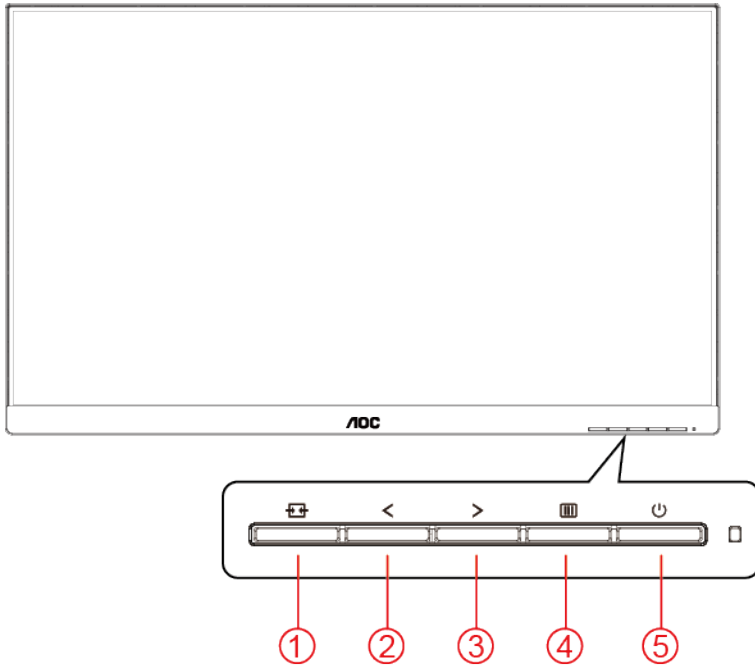 AOC
< >
① ② ③ ④ ⑤